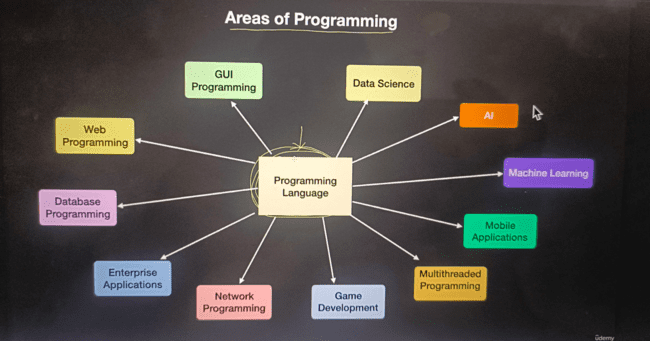 Areas of Programming
GUI
Programming
Data Science
AI
Web
Programming
Programming
Language
Machine Learning
Database
Programming
Mobile
Applications
Enterprise
Applications
Multithreaded
Programming
Network
Programming
Game
Development
ûdemy